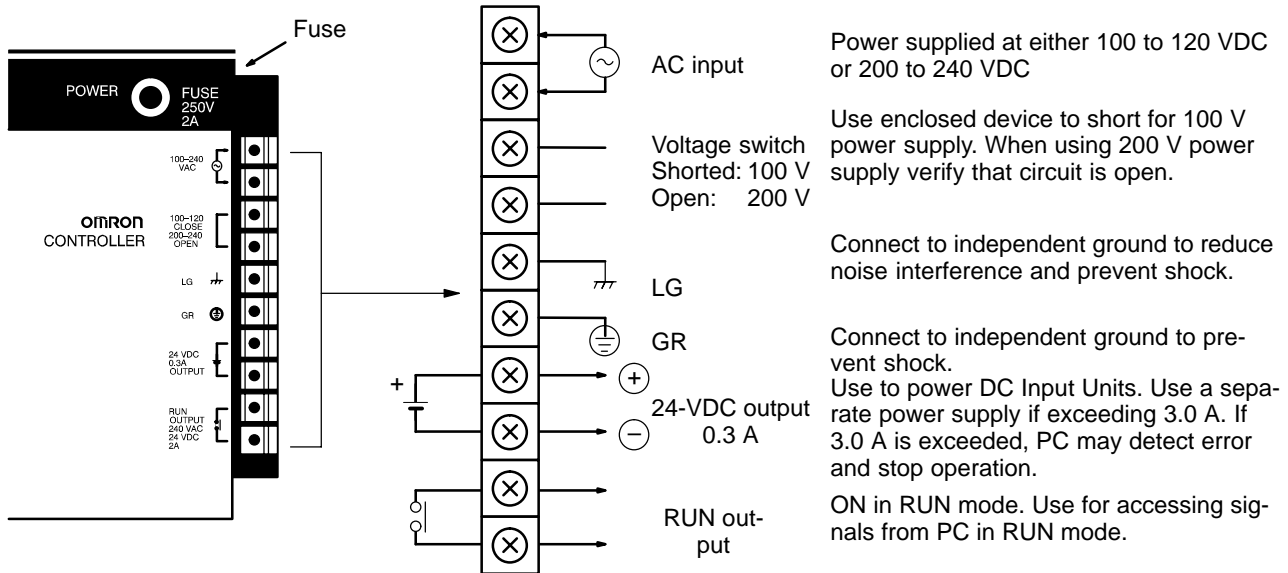 Fuse
POWER
FUSE
250V
2A
100–240
VAC
OMRON
CONTROLLER
100–120
CLOSE
200–240
OPEN
LG
GR
24 VDC
0.3A
OUTPUT
RUN
OUTPUT
240 VAC
24 VDC
2A
AC input
Voltage switch
Shorted: 100 V
Open: 200 V
LG
GR
+
+
24-VDC output
0.3 A
−
RUN out-
put
Power supplied at either 100 to 120 VDC
or 200 to 240 VDC
Use enclosed device to short for 100 V
power supply. When using 200 V power
supply verify that circuit is open.
Connect to independent ground to reduce
noise interference and prevent shock.
Connect to independent ground to pre-
vent shock.
Use to power DC Input Units. Use a sepa-
rate power supply if exceeding 3.0 A. If
3.0 A is exceeded, PC may detect error
and stop operation.
ON in RUN mode. Use for accessing sig-
nals from PC in RUN mode.